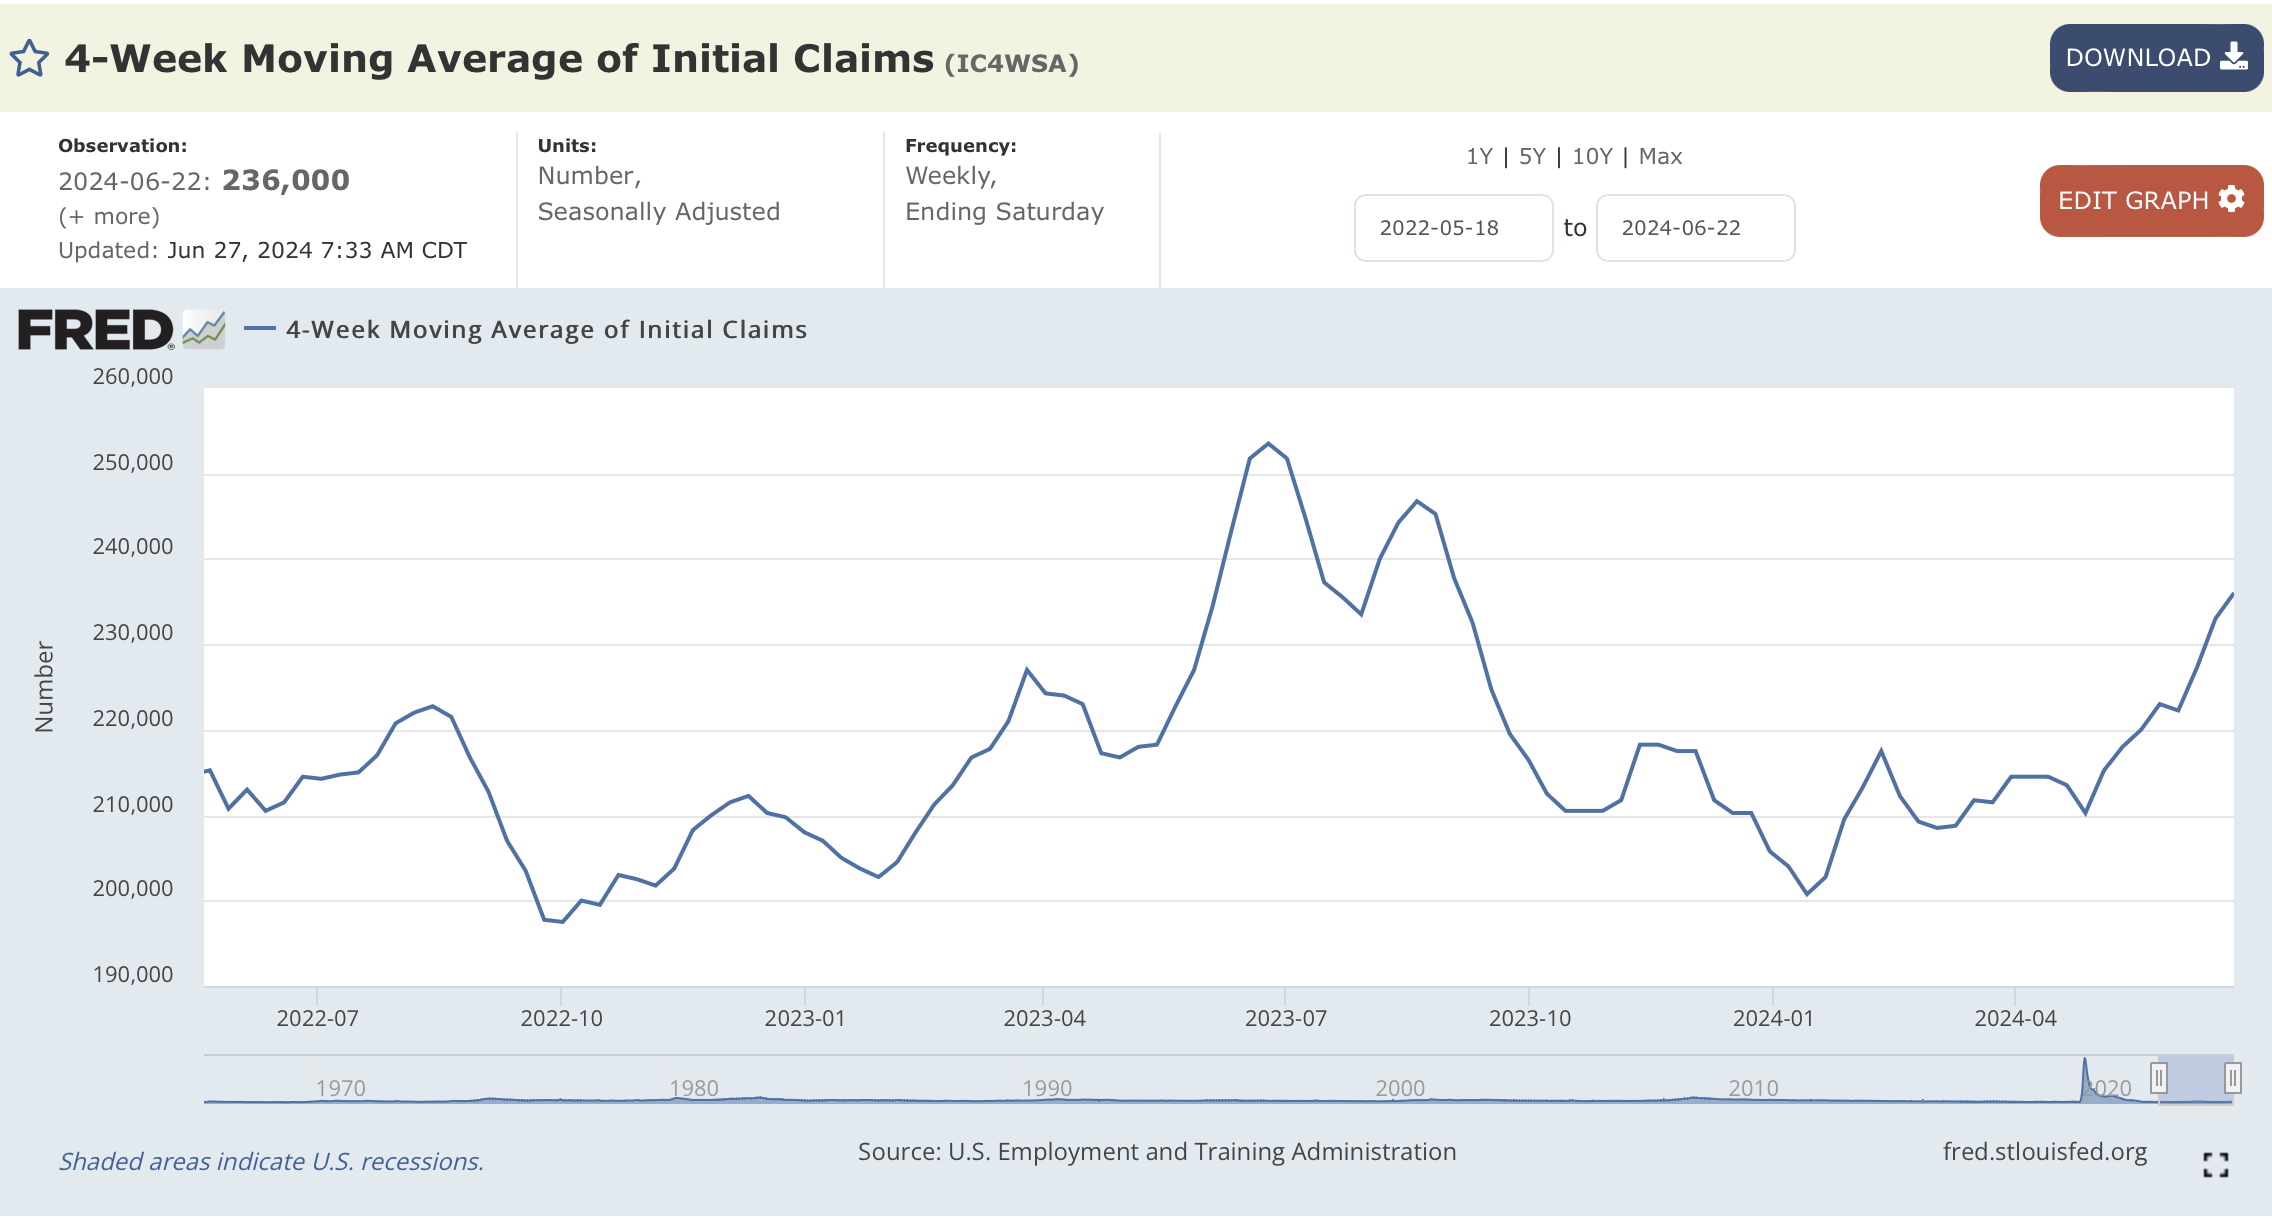 4-Week Moving Average of Initial Claims (IC4WSA)
DOWNLOAD
Observation:
2024-06-22: 236,000
(+ more)
Updated: Jun 27, 2024 7:33 AM CDT
Units:
Number,
Seasonally Adjusted
Frequency:
Weekly,
Ending Saturday
1Y | 5Y | 10Y | Max
2022-05-18 to 2024-06-22
EDIT GRAPH
FRED® 4-Week Moving Average of Initial Claims
260,000
250,000
240,000
230,000
220,000
210,000
200,000
190,000
Number
2022-07 2022-10 2023-01 2023-04 2023-07 2023-10 2024-01 2024-04
1970 1980 1990 2000 2010 2020
Shaded areas indicate U.S. recessions.
Source: U.S. Employment and Training Administration
fred.stlouisfed.org